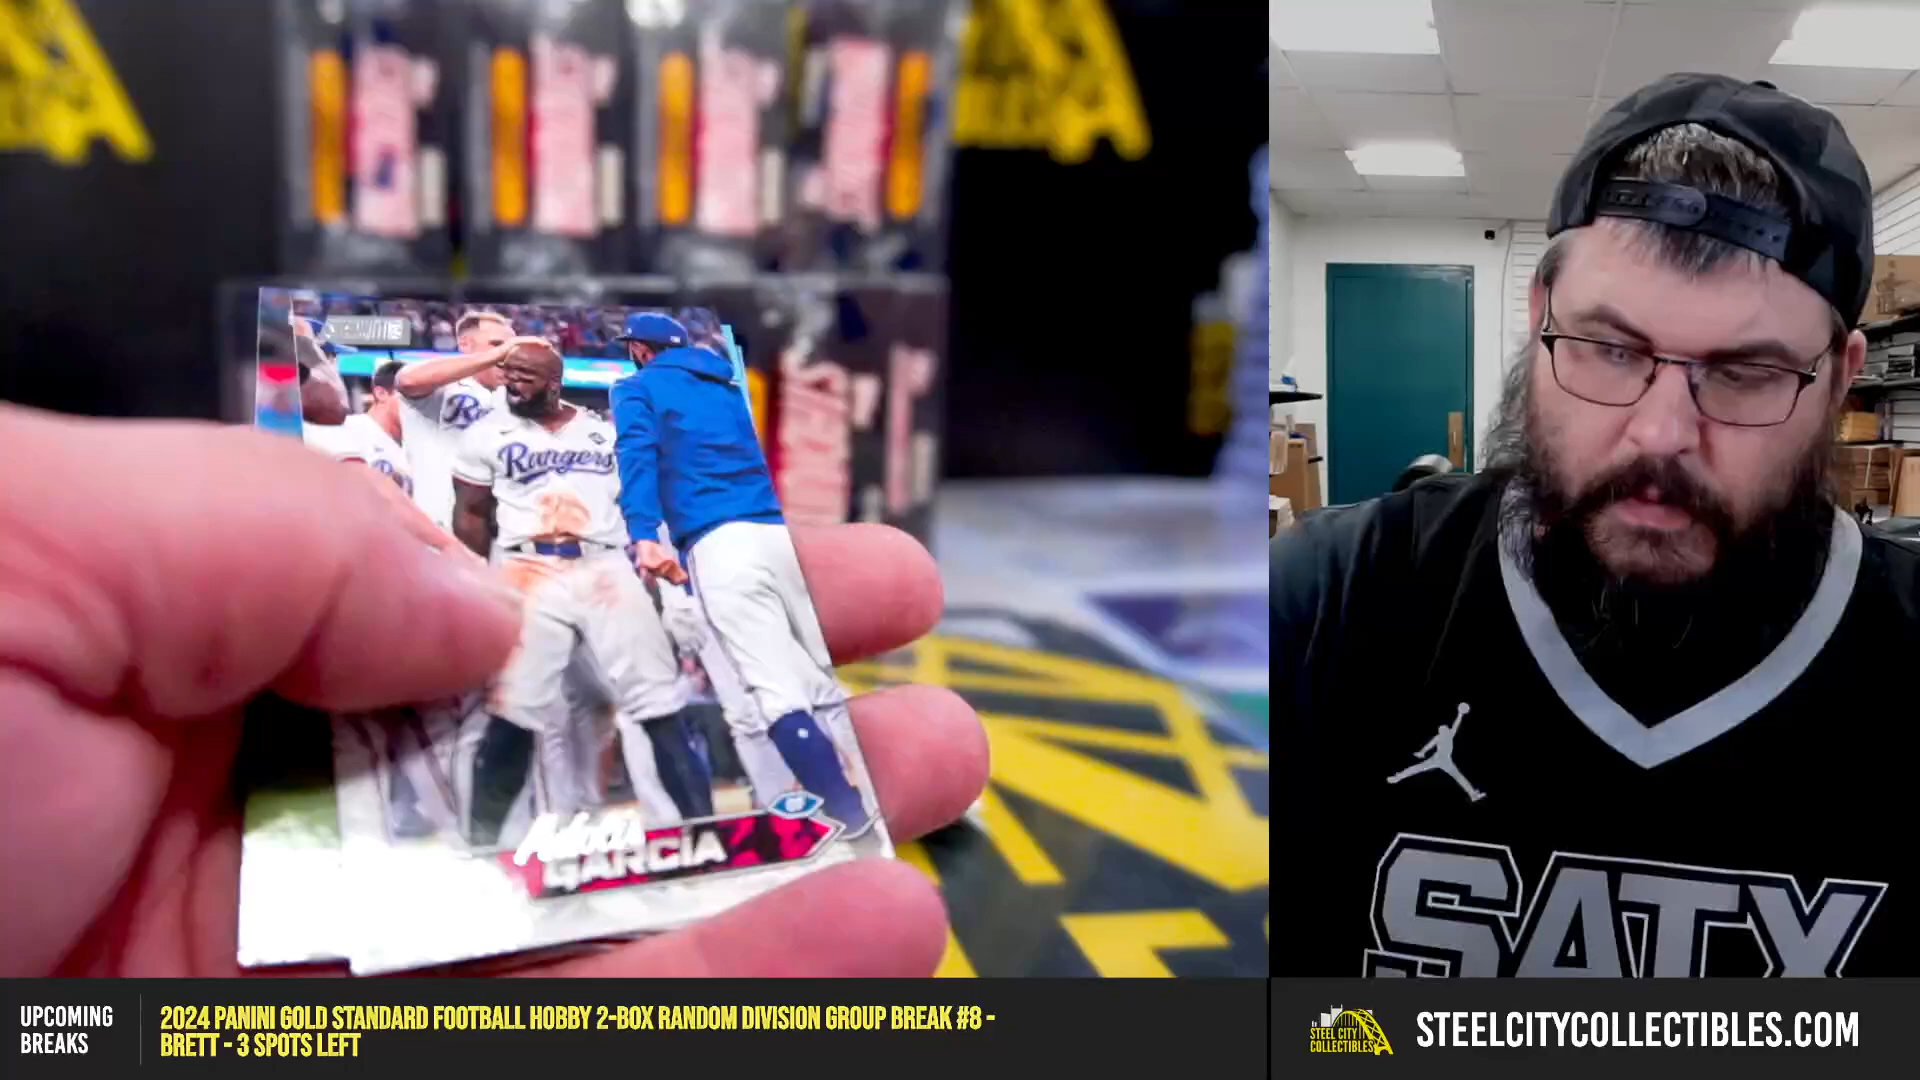 Rangers
Adolis
GARCIA
SATX
UPCOMING
BREAKS
2024 PANINI GOLD STANDARD FOOTBALL HOBBY 2-BOX RANDOM DIVISION GROUP BREAK #8 -
BRETT - 3 SPOTS LEFT
STEEL CITY
COLLECTIBLES
STEELCITYCOLLECTIBLES.COM